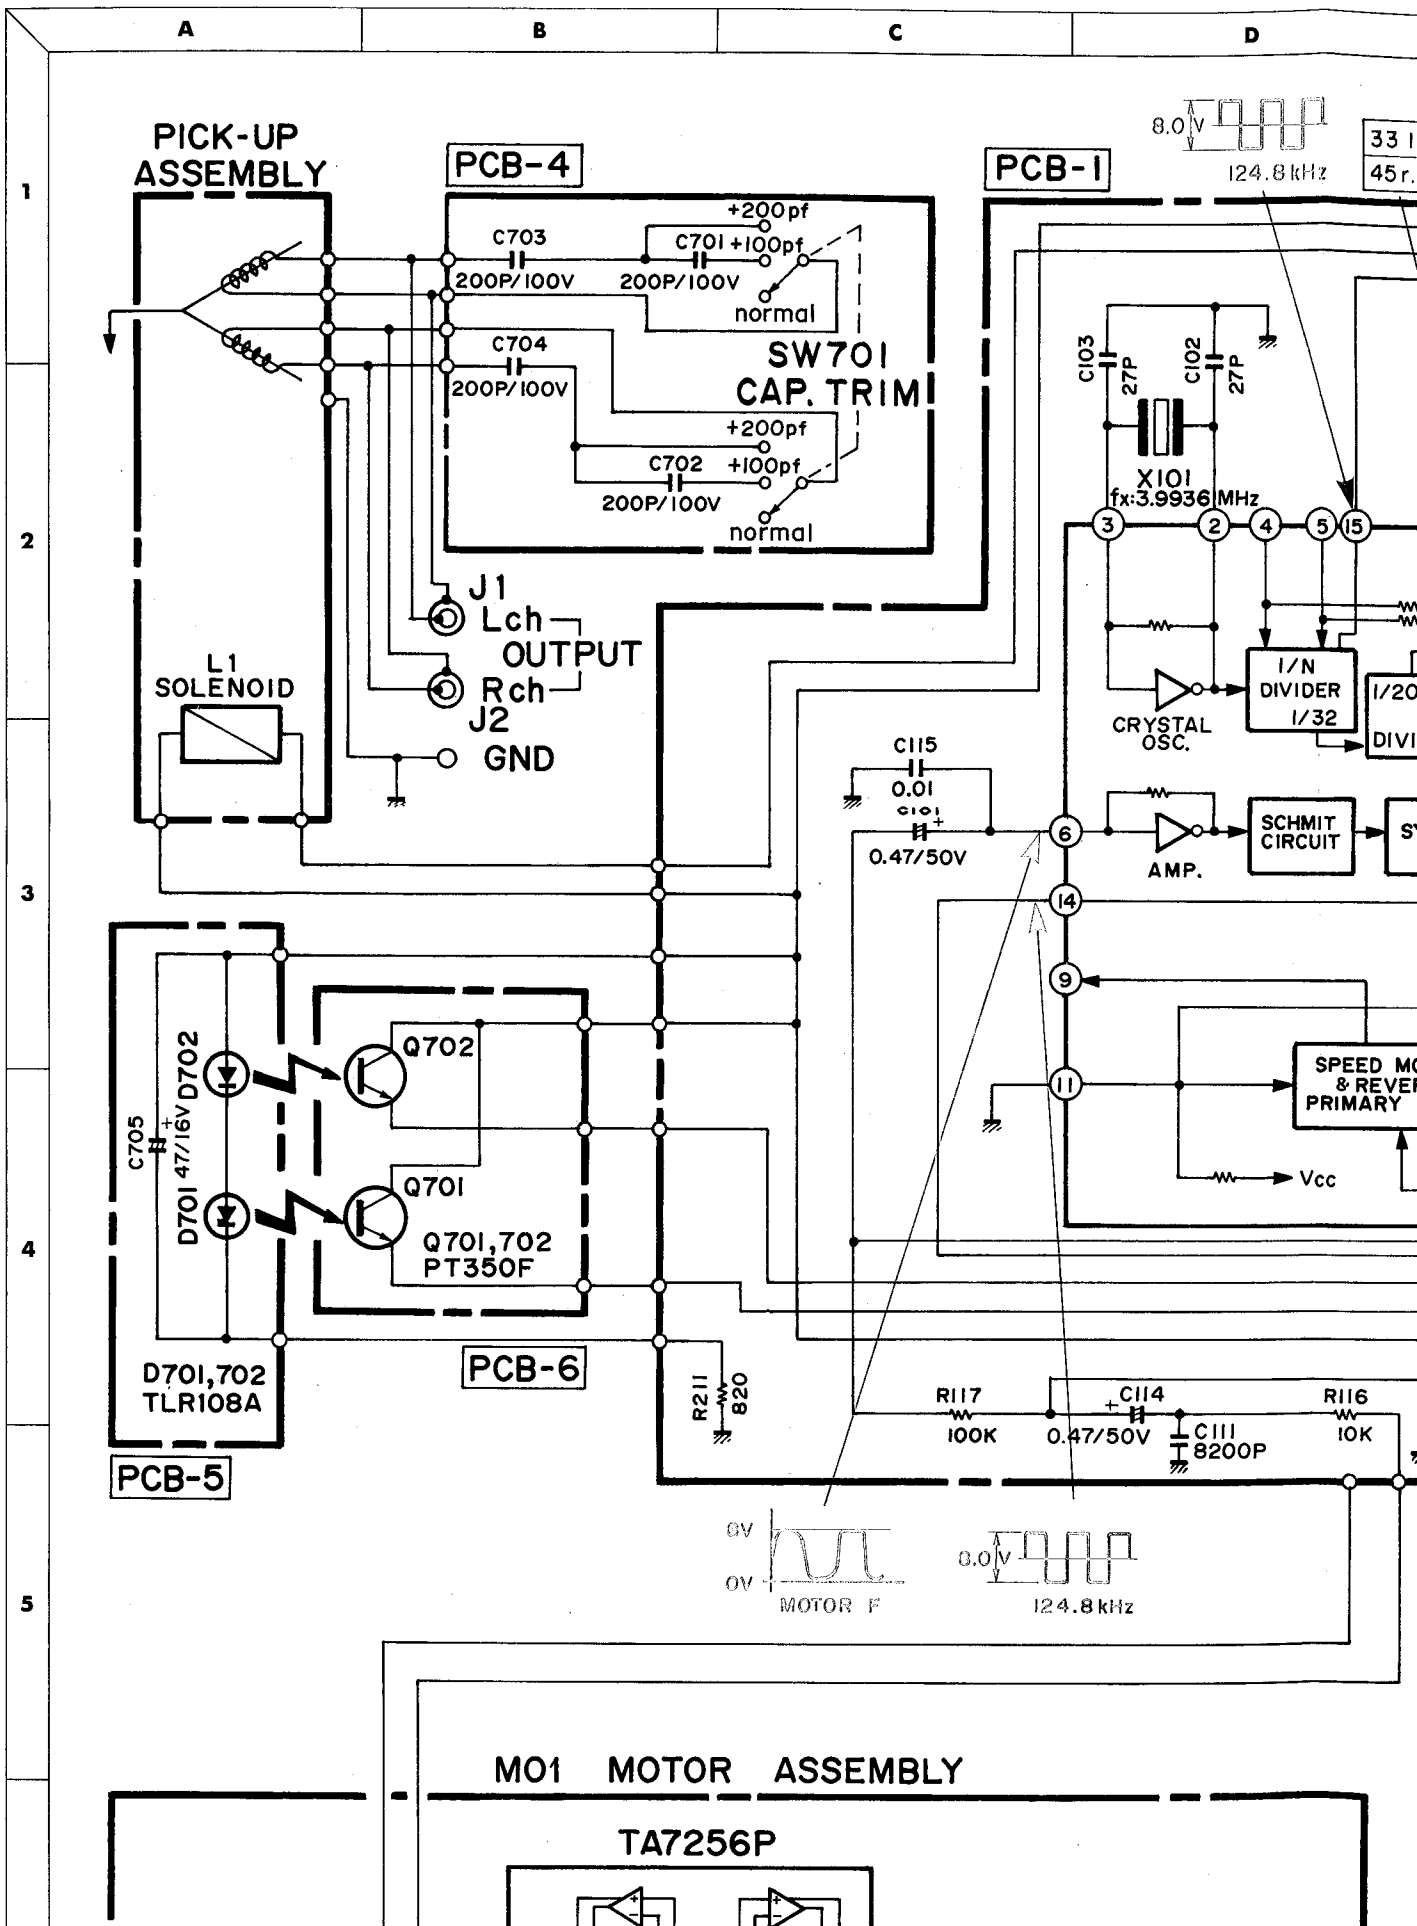 A B C D
1
2
3
4
5
PICK-UP
ASSEMBLY
PCB-4
PCB-1
8.0V
124.8kHz
33
45r.
+200pf
C703
C701
+100pf
200P/100V
200P/100V
normal
C704
200P/100V
SW701
CAP. TRIM
+200pf
C702
+100pf
200P/100V
normal
C103
27P
C102
27P
X101
fx:3.9936MHz
3 2 4 5 15
J1
Lch
OUTPUT
Rch
J2
GND
L1
SOLENOID
1/N
DIVIDER
1/32
1/20
DIVI
CRYSTAL
OSC.
C115
0.01
C101
+
0.47/50V
6
AMP.
SCHMIT
CIRCUIT
SY
14
9
11
SPEED MO
& REVER
PRIMARY
Vcc
D702
Q702
C705
+
47/16V
D701
Q701
Q701,702
PT350F
PCB-6
D701,702
TLR108A
PCB-5
R211
820
R117
100K
+
C114
0.47/50V
C111
8200P
R116
10K
0V
MOTOR F
8.0V
124.8kHz
M01 MOTOR ASSEMBLY
TA7256P
+
-
+
-